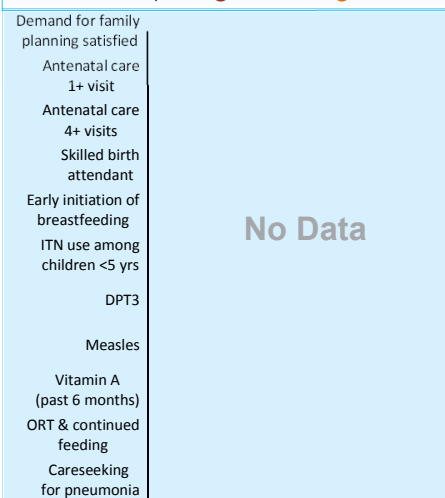 Demand for family
planning satisfied
Antenatal care
1+ visit
Antenatal care
4+ visits
Skilled birth
attendant
Early initiation of
breastfeeding
ITN use among
children <5 yrs
DPT3
Measles
Vitamin A
(past 6 months)
ORT & continued
feeding
Careseeking
for pneumonia
No Data